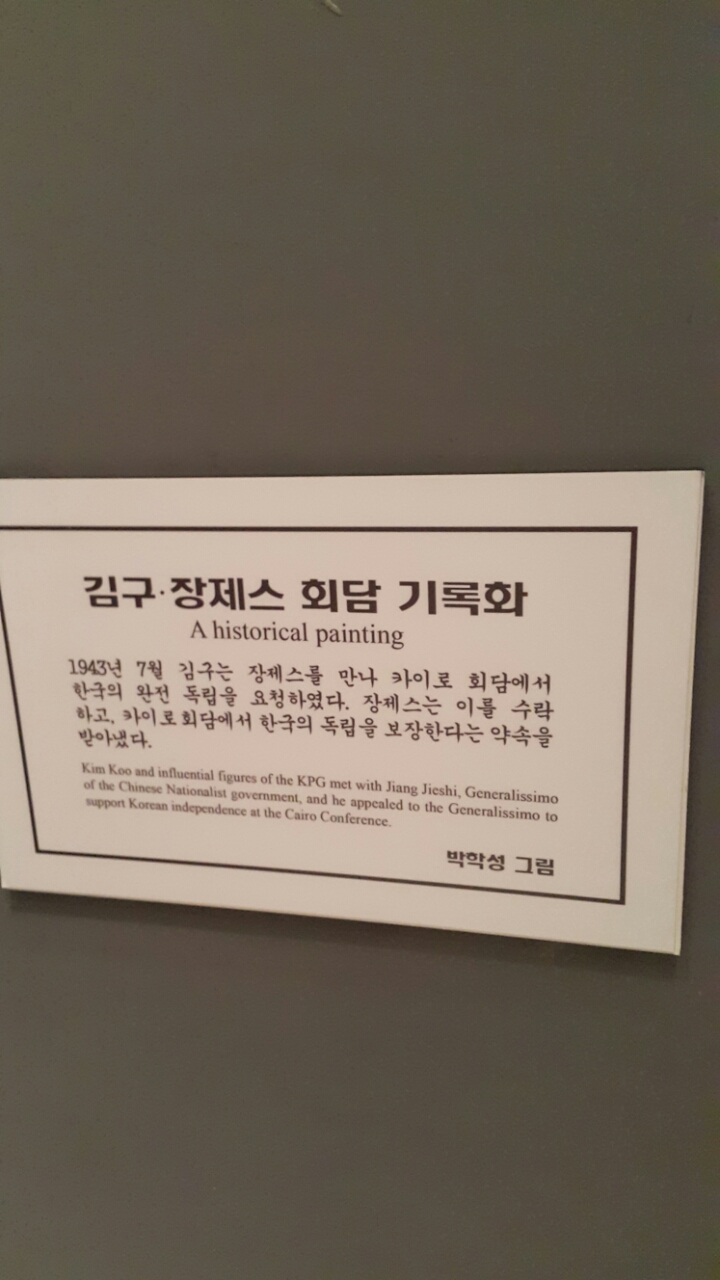 김구·장제스 회담 기록화
A historical painting
1943년 7월 김구는 장제스를 만나 카이로 회담에서
한국의 완전 독립을 요청하였다. 장제스는 이를 수락
하고, 카이로회담에서 한국의 독립을 보장한다는 약속을
받아냈다.
Kim Koo and influential figures of the KPG met with Jiang Jieshi, Generalissimo
of the Chinese Nationalist government, and he appealed to the Generalissimo to
support Korean independence at the Cairo Conference.
박학성 그림